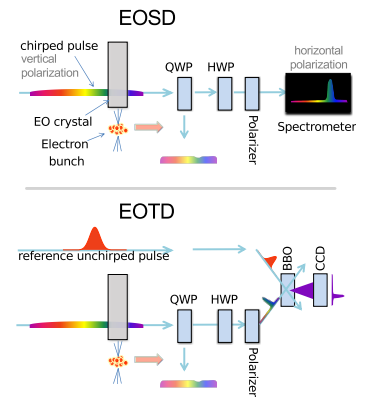 EOSD
chirped pulse
vertical
polarization
QWP
HWP
horizontal
polarization
EO crystal
Electron
bunch
Polarizer
Spectrometer
EOTD
reference unchirped pulse
BBO
CCD
QWP
HWP
Polarizer